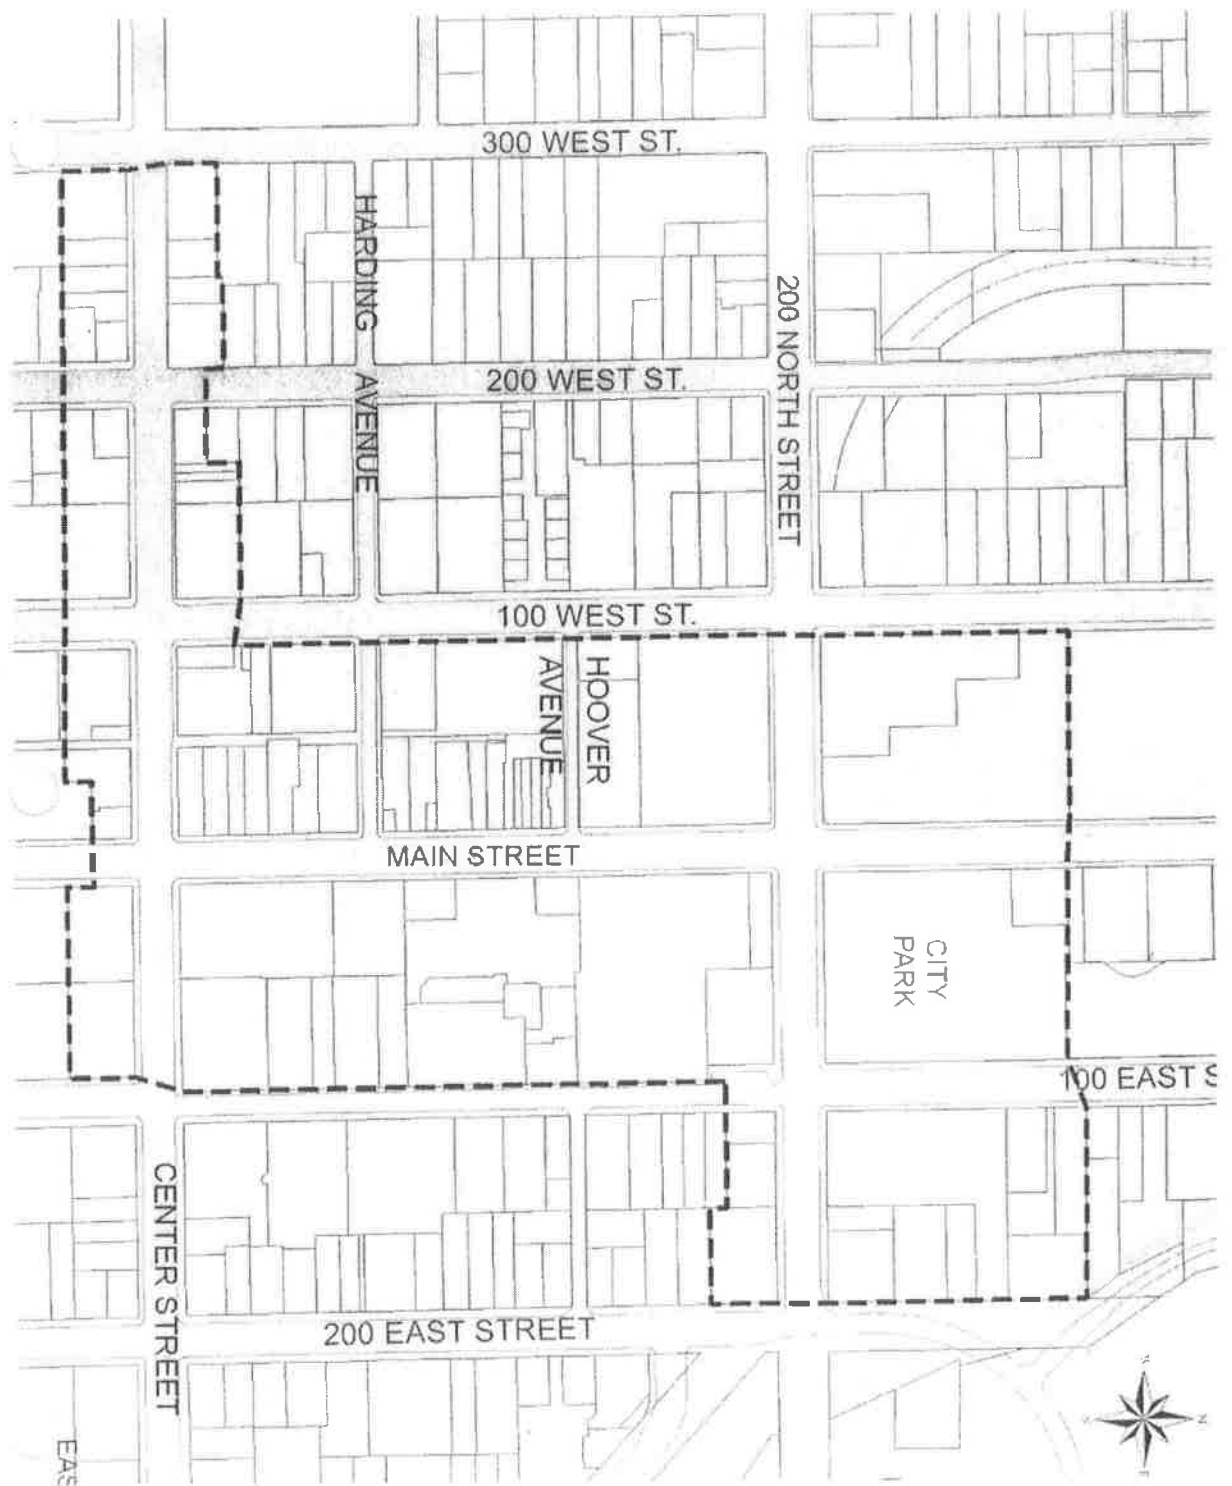 300 WEST ST.
HARDING AVENUE
200 NORTH STREET
200 WEST ST.
100 WEST ST.
HOOVER
AVENUE
MAIN STREET
CITY
PARK
100 EAST S
CENTER STREET
200 EAST STREET
EAS